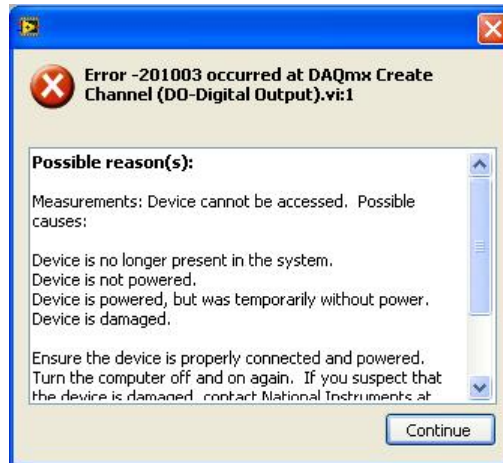 Error -201003 occurred at DAQmx Create
Channel (DO-Digital Output).vi:1
Possible reason(s):
Measurements: Device cannot be accessed.  Possible
causes:
Device is no longer present in the system.
Device is not powered.
Device is powered, but was temporarily without power.
Device is damaged.
Ensure the device is properly connected and powered.
Turn the computer off and on again.  If you suspect that
the device is damaged, contact National Instruments at
Continue